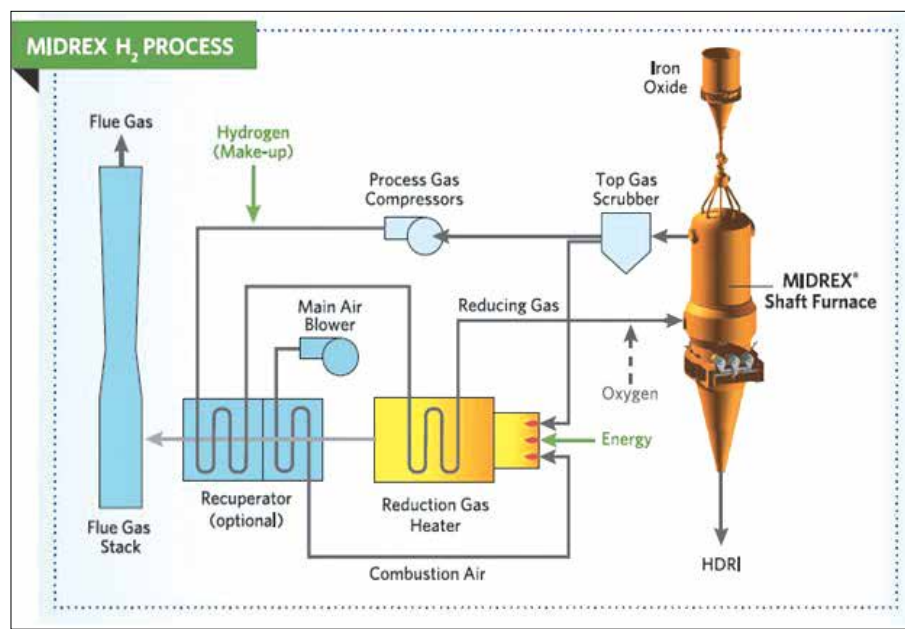 MIDREX H₂ PROCESS
Iron
Oxide
Flue Gas
Hydrogen
(Make-up)
Process Gas
Compressors
Top Gas
Scrubber
MIDREX®
Shaft Furnace
Main Air
Blower
Reducing Gas
Oxygen
Energy
Recuperator
(optional)
Reduction Gas
Heater
Flue Gas
Stack
Combustion Air
HDRI